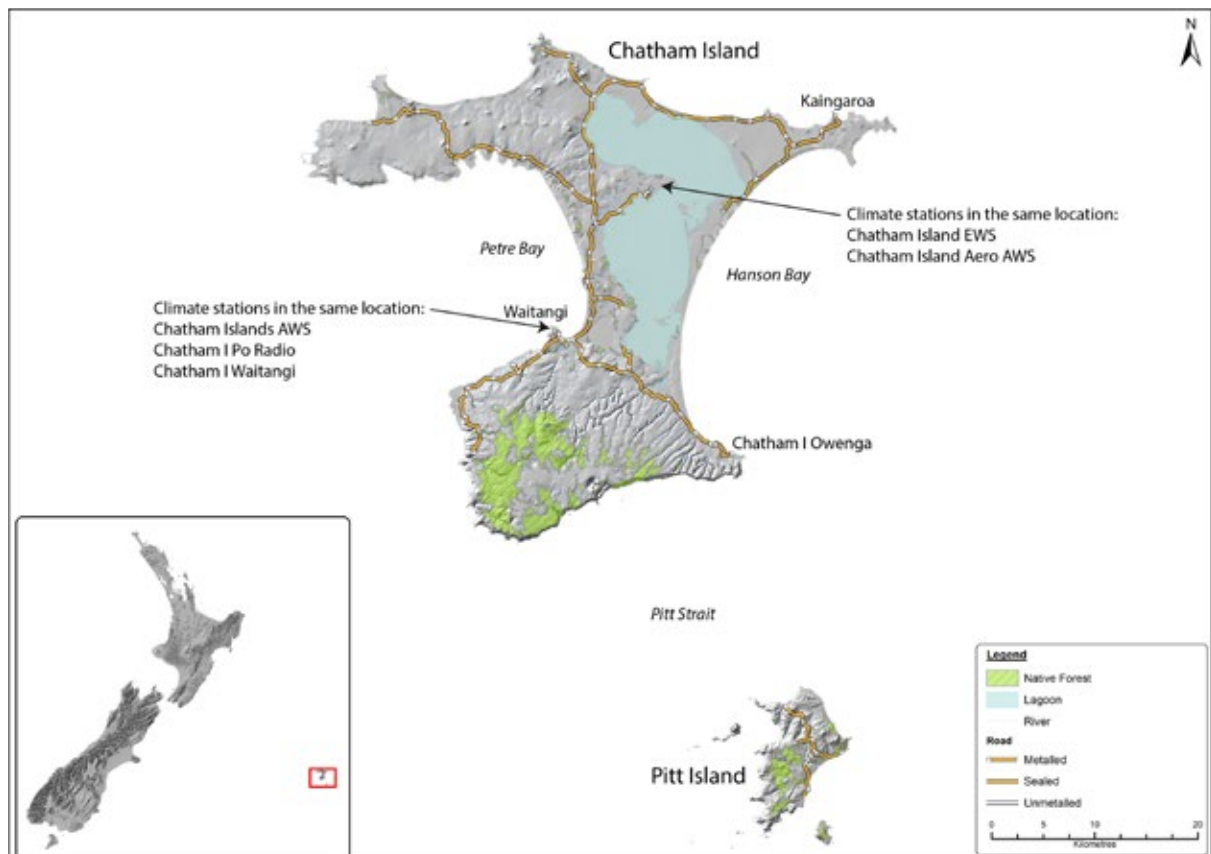 N
Chatham Island
Kaingaroa
Climate stations in the same location:
Chatham Island EWS
Chatham Island Aero AWS
Petre Bay
Hanson Bay
Climate stations in the same location:
Chatham Islands AWS
Chatham I Po Radio
Chatham I Waitangi
Waitangi
Chatham I Owenga
Pitt Strait
Pitt Island
Legend
Native Forest
Lagoon
River
Road
Metalled
Sealed
Unmetalled
0 5 10 20
Kilometres